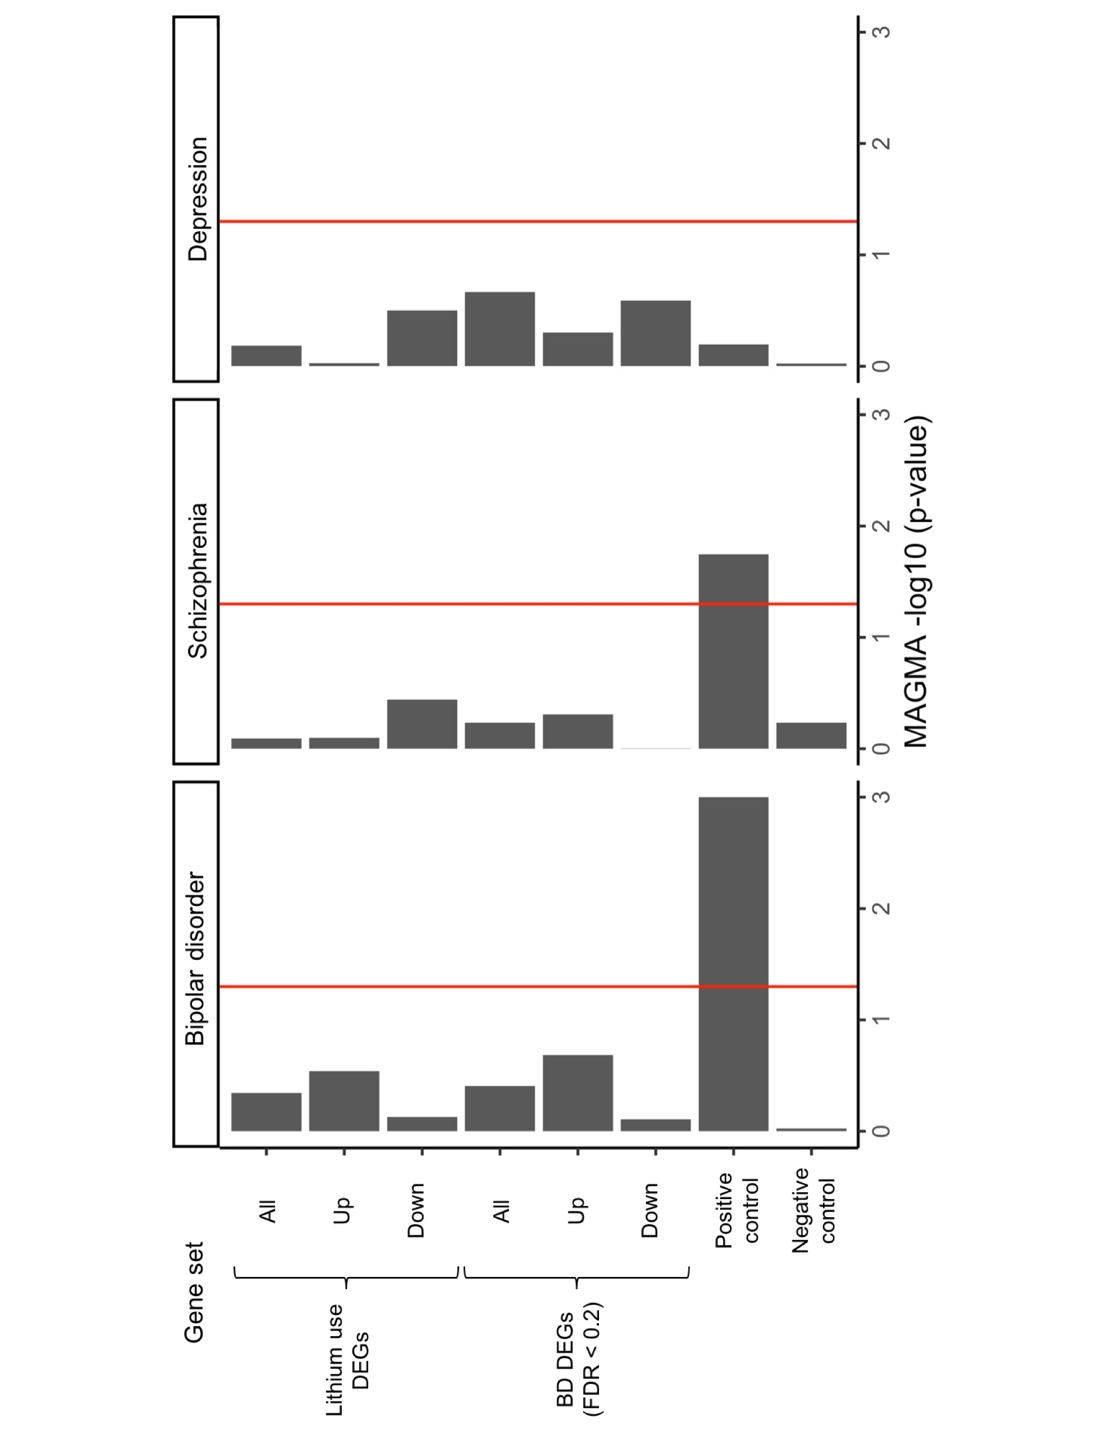 Gene set
Bipolar disorder
Schizophrenia
Depression
Lithium use
DEGs
All
Up
Down
BD DEGs
(FDR < 0.2)
All
Up
Down
Positive
control
Negative
control
0 1 2 3
0 1 2 3
0 1 2 3
MAGMA -log10 (p-value)